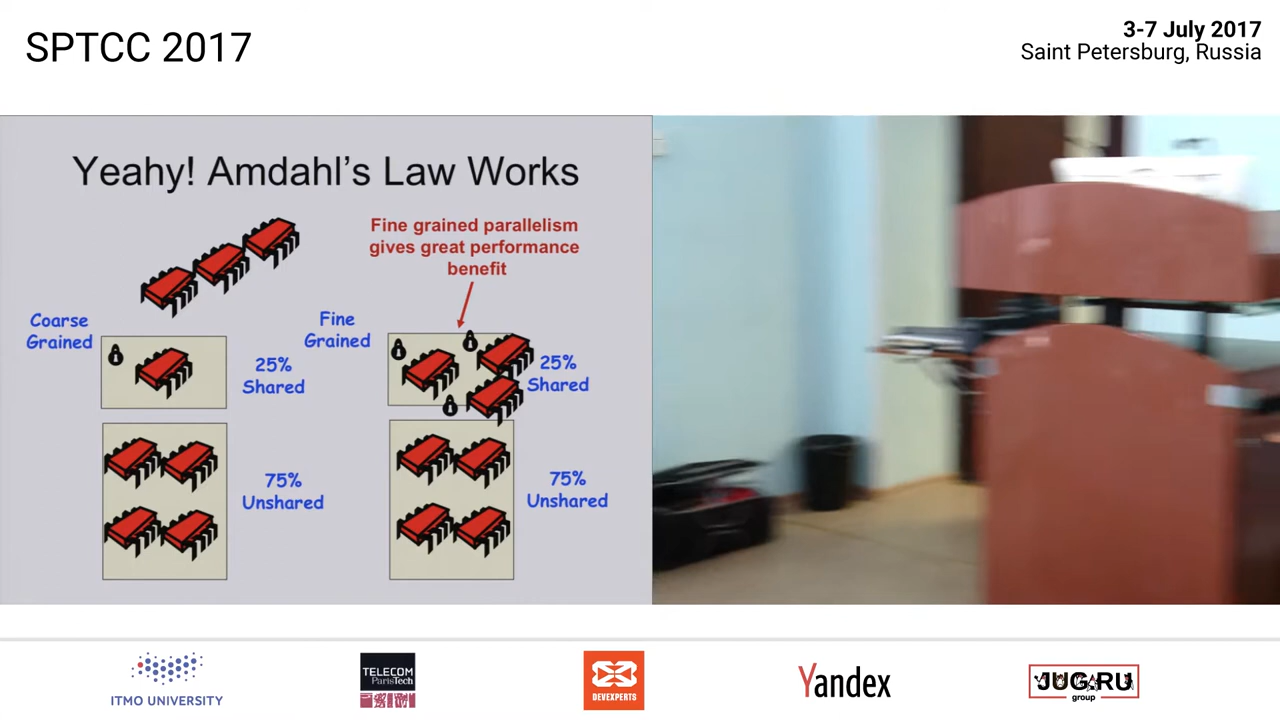 SPTCC 2017
3-7 July 2017
Saint Petersburg, Russia
Yeahy! Amdahl's Law Works
Fine grained parallelism
gives great performance
benefit
Coarse
Grained
25%
Shared
75%
Unshared
Fine
Grained
25%
Shared
75%
Unshared
ITMO UNIVERSITY
TELECOM
ParisTech
DEVEXPERTS
Yandex
JUG.RU
group